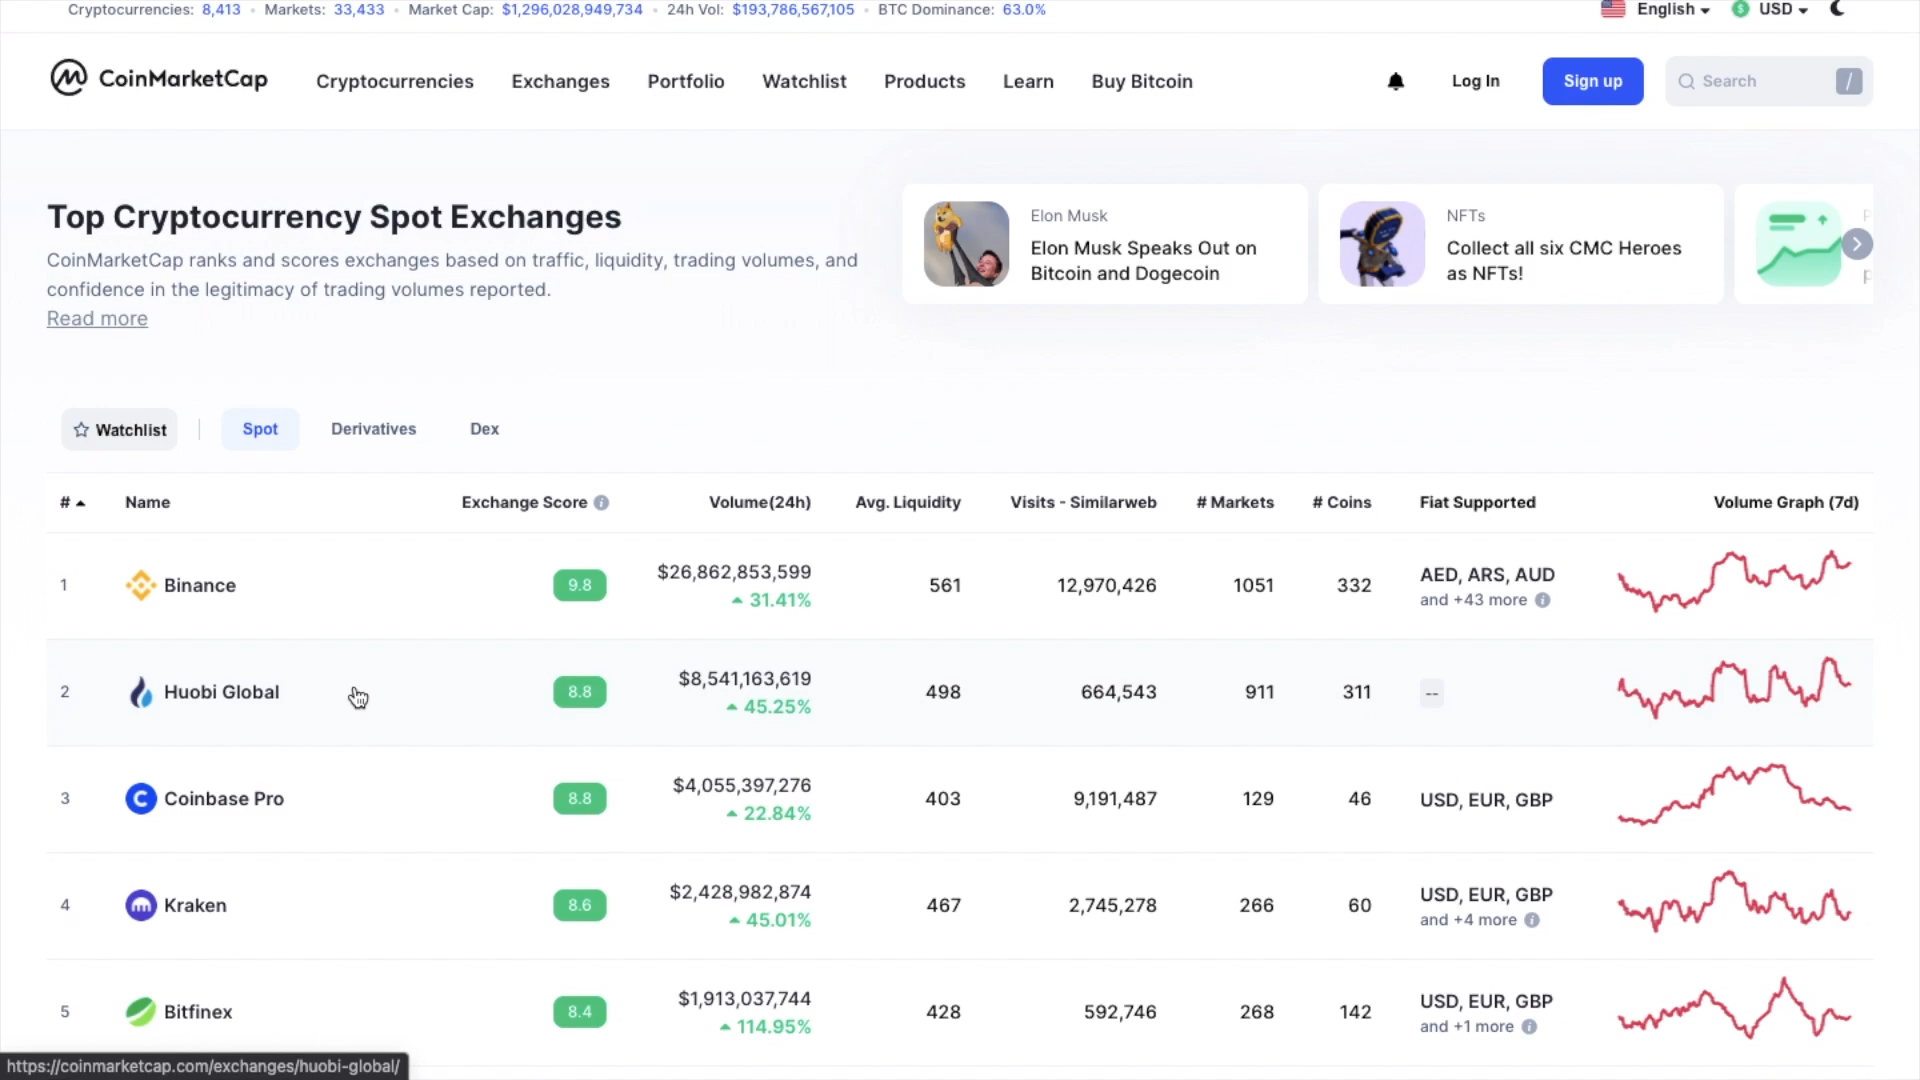 Cryptocurrencies: 8,413 • Markets: 33,433 • Market Cap: $1,296,028,949,734 • 24h Vol: $193,786,567,105 • BTC Dominance: 63.0%
English
USD
CoinMarketCap
Cryptocurrencies
Exchanges
Portfolio
Watchlist
Products
Learn
Buy Bitcoin
Log In
Sign up
Search
/
Top Cryptocurrency Spot Exchanges
CoinMarketCap ranks and scores exchanges based on traffic, liquidity, trading volumes, and
confidence in the legitimacy of trading volumes reported.
Read more
Elon Musk
Elon Musk Speaks Out on
Bitcoin and Dogecoin
NFTs
Collect all six CMC Heroes
as NFTs!
Watchlist
Spot
Derivatives
Dex
# Name Exchange Score Volume(24h) Avg. Liquidity Visits - Similarweb # Markets # Coins Fiat Supported Volume Graph (7d)
1 Binance 9.8 $26,862,853,599 561 12,970,426 1051 332 AED, ARS, AUD
31.41% and +43 more
2 Huobi Global 8.8 $8,541,163,619 498 664,543 911 311 --
45.25%
3 Coinbase Pro 8.8 $4,055,397,276 403 9,191,487 129 46 USD, EUR, GBP
22.84%
4 Kraken 8.6 $2,428,982,874 467 2,745,278 266 60 USD, EUR, GBP
45.01% and +4 more
5 Bitfinex 8.4 $1,913,037,744 428 592,746 268 142 USD, EUR, GBP
114.95% and +1 more
https://coinmarketcap.com/exchanges/huobi-global/